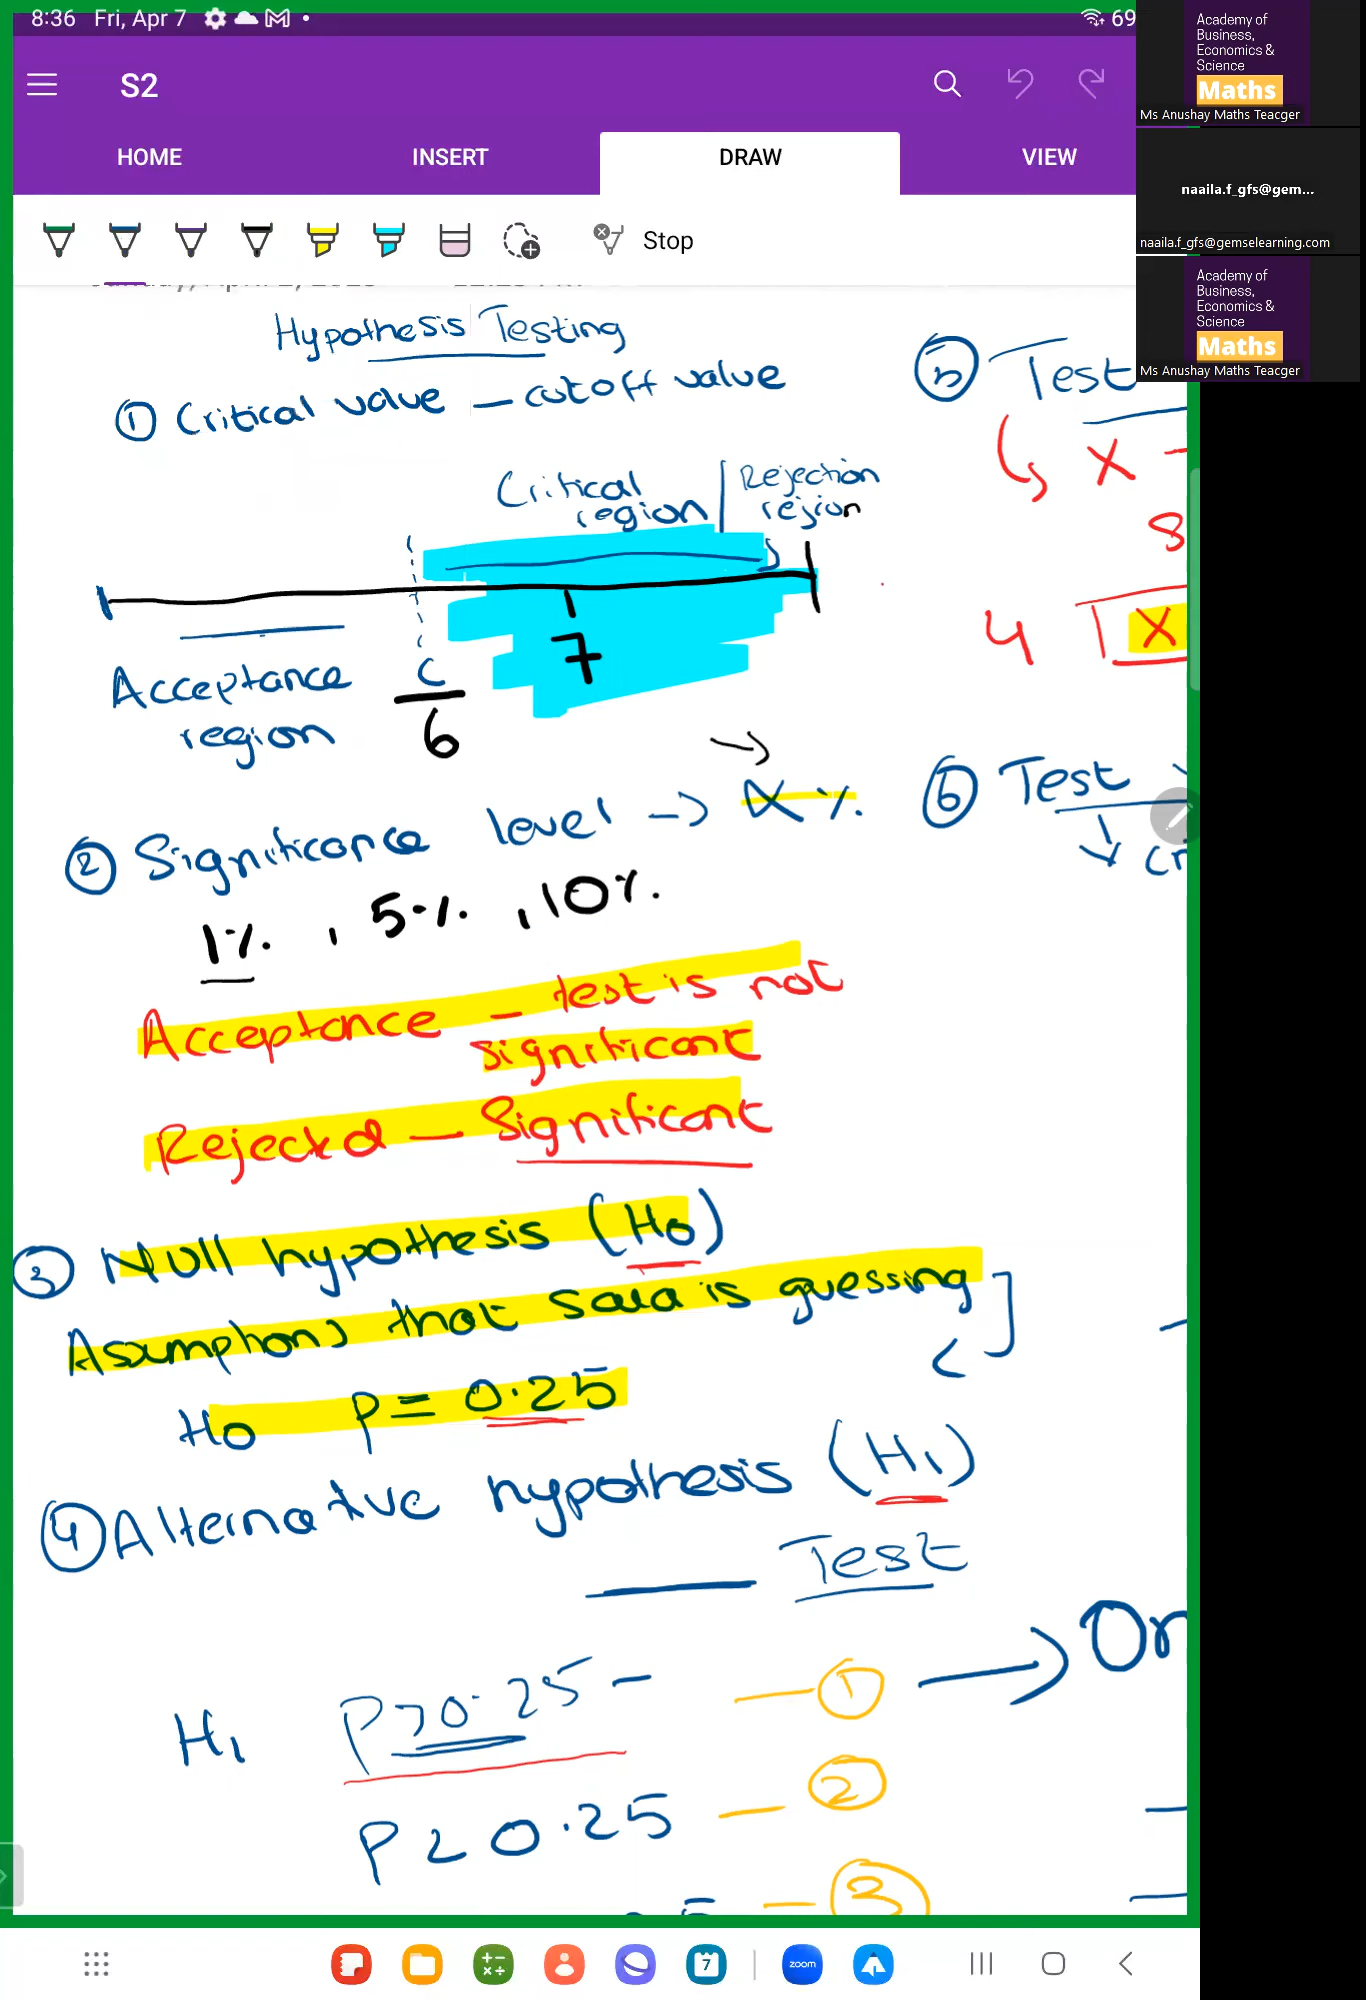 8:36 Fri, Apr 7
69
S2
HOME INSERT DRAW VIEW
Stop
Hypothesis Testing
① Critical value — cutoff value
Critical region
Rejection region
Acceptance region
C
6
7
② Significance level → α %
1% , 5% , 10%
Acceptance — test is not significant
Rejected — Significant
③ Null hypothesis (H0)
Assumptions that Sara is guessing
H0 P = 0.25
④ Alternative hypothesis (H1)
Test
H1 P>0.25 — ①
P < 0.25 — ②
③
⑤ Test
X
8
4
X
⑥ Test
Academy of
Business,
Economics &
Science
Maths
Ms Anushay Maths Teacger
naaila.f_gfs@gem...
naaila.f_gfs@gemselearning.com
Academy of
Business,
Economics &
Science
Maths
Ms Anushay Maths Teacger
7
zoom